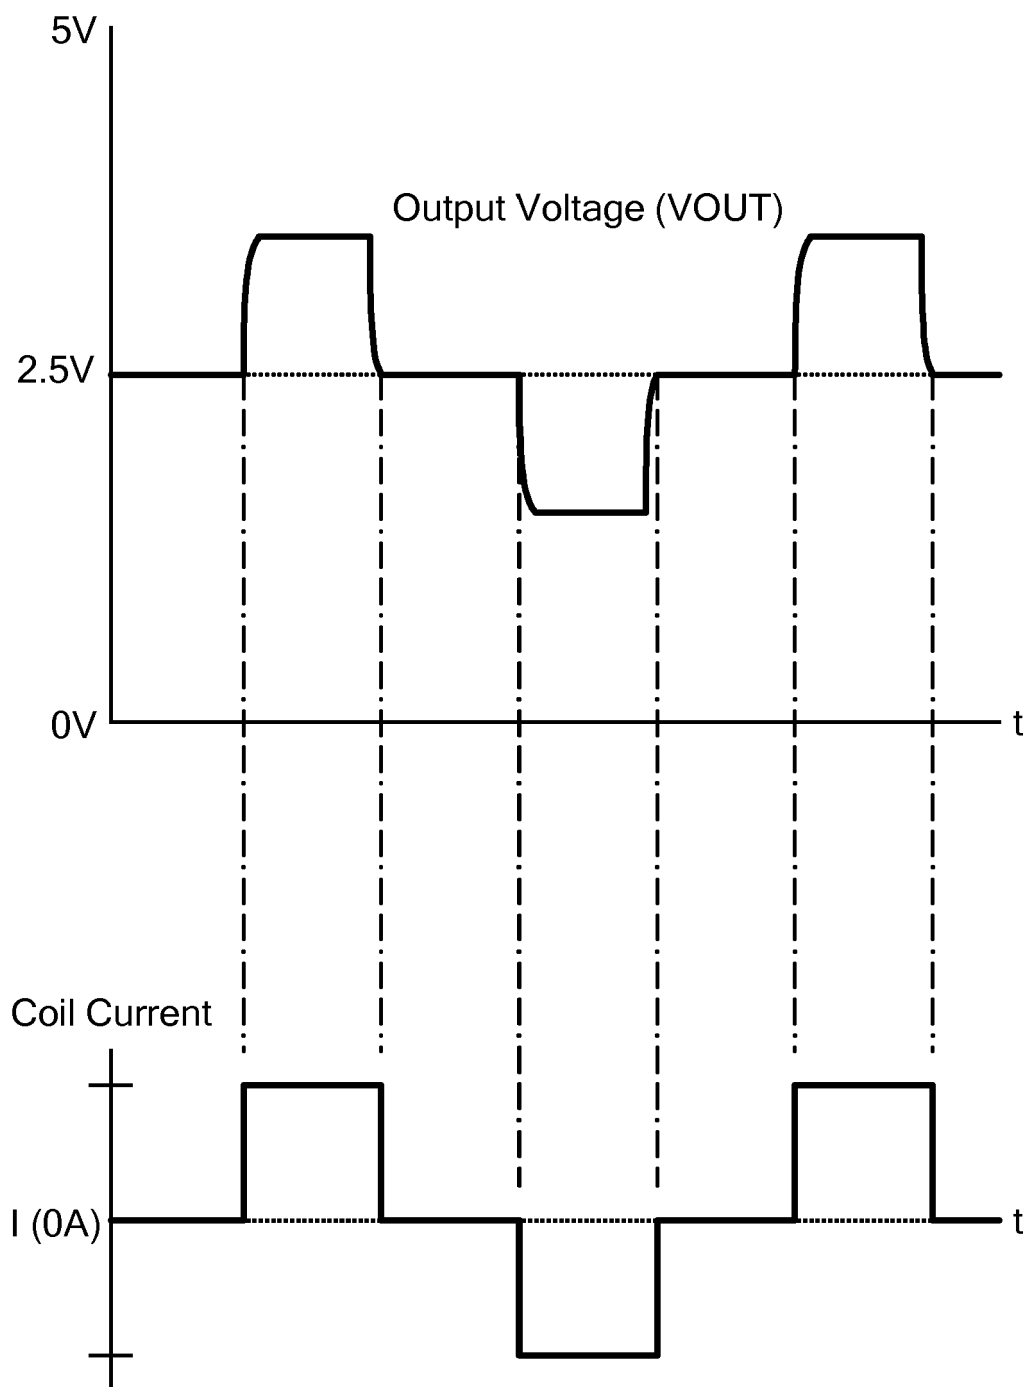 5V
Output Voltage (VOUT)
2.5V
0V
t
Coil Current
I (0A)
t